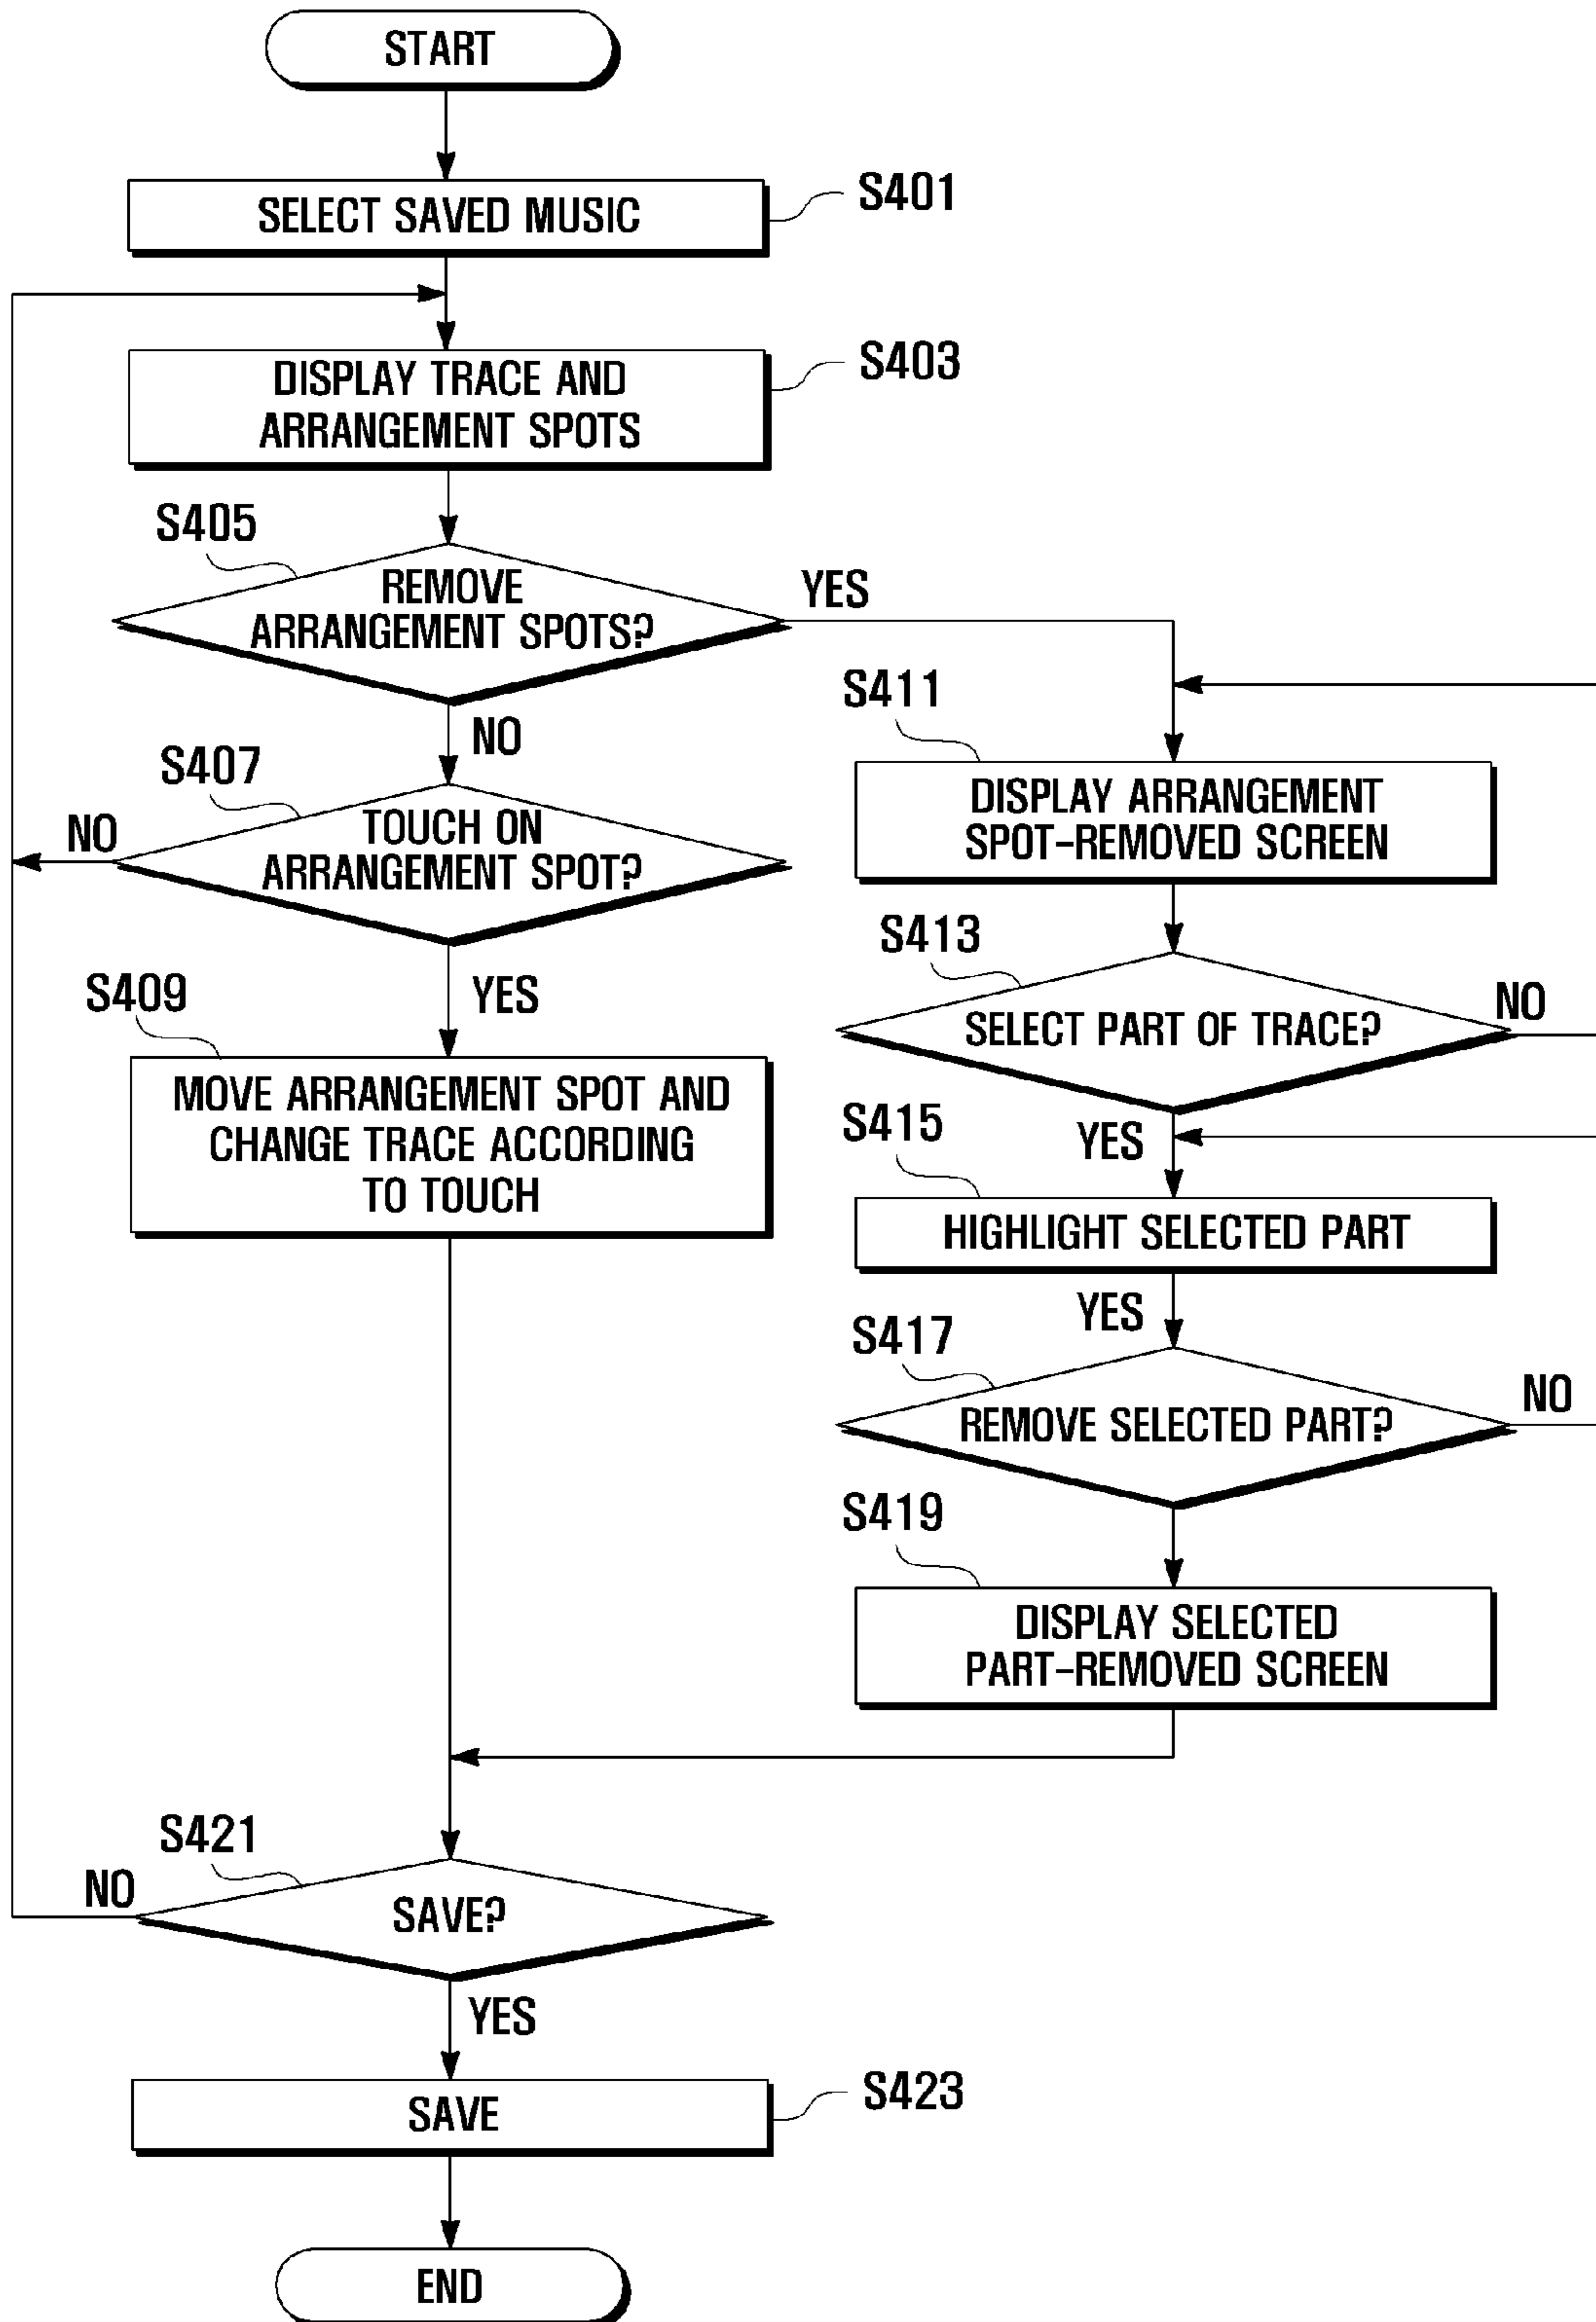 START
SELECT SAVED MUSIC
S401
DISPLAY TRACE AND
ARRANGEMENT SPOTS
S403
S405
REMOVE
ARRANGEMENT SPOTS?
YES
NO
S407
TOUCH ON
ARRANGEMENT SPOT?
NO
YES
S409
MOVE ARRANGEMENT SPOT AND
CHANGE TRACE ACCORDING
TO TOUCH
S411
DISPLAY ARRANGEMENT
SPOT-REMOVED SCREEN
S413
SELECT PART OF TRACE?
NO
YES
S415
HIGHLIGHT SELECTED PART
YES
S417
REMOVE SELECTED PART?
NO
S419
DISPLAY SELECTED
PART-REMOVED SCREEN
S421
SAVE?
NO
YES
SAVE
S423
END